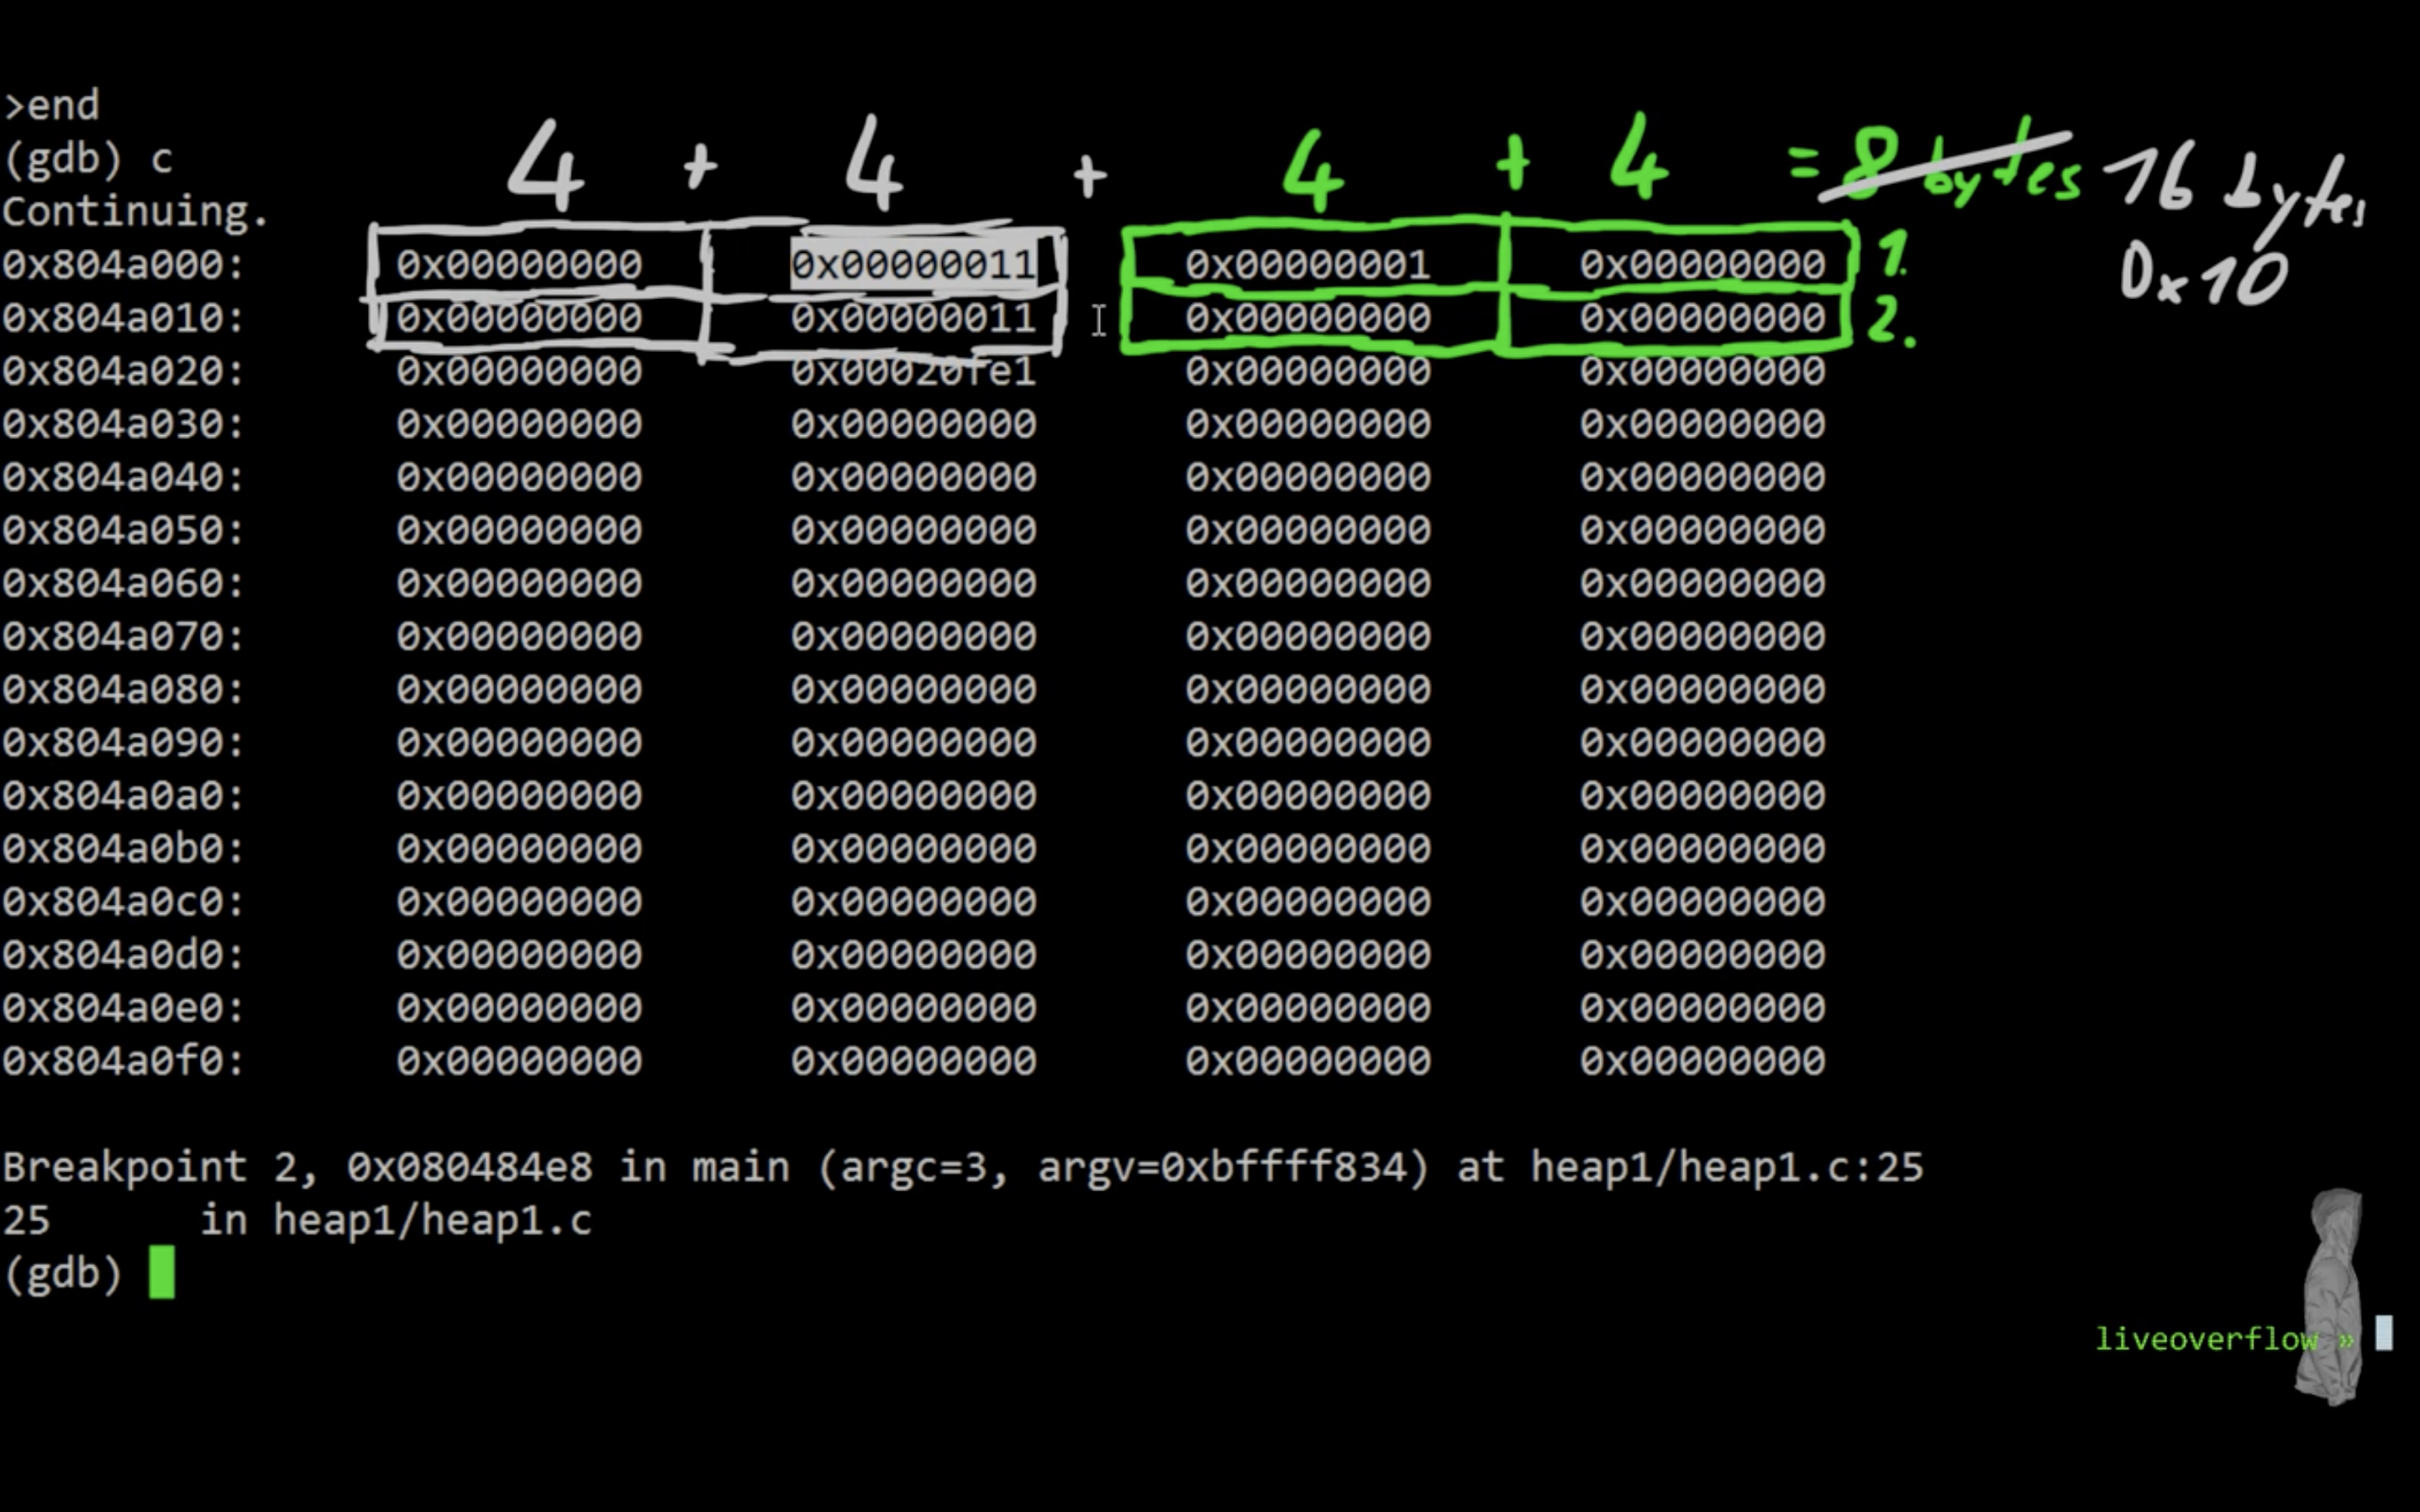 >end
(gdb) c
Continuing.
4 + 4 + 4 + 4 = 8 bytes 16 bytes
0x10
0x804a000: 0x00000000 0x00000011 0x00000001 0x00000000 1.
0x804a010: 0x00000000 0x00000011 0x00000000 0x00000000 2.
0x804a020: 0x00000000 0x00020fe1 0x00000000 0x00000000
0x804a030: 0x00000000 0x00000000 0x00000000 0x00000000
0x804a040: 0x00000000 0x00000000 0x00000000 0x00000000
0x804a050: 0x00000000 0x00000000 0x00000000 0x00000000
0x804a060: 0x00000000 0x00000000 0x00000000 0x00000000
0x804a070: 0x00000000 0x00000000 0x00000000 0x00000000
0x804a080: 0x00000000 0x00000000 0x00000000 0x00000000
0x804a090: 0x00000000 0x00000000 0x00000000 0x00000000
0x804a0a0: 0x00000000 0x00000000 0x00000000 0x00000000
0x804a0b0: 0x00000000 0x00000000 0x00000000 0x00000000
0x804a0c0: 0x00000000 0x00000000 0x00000000 0x00000000
0x804a0d0: 0x00000000 0x00000000 0x00000000 0x00000000
0x804a0e0: 0x00000000 0x00000000 0x00000000 0x00000000
0x804a0f0: 0x00000000 0x00000000 0x00000000 0x00000000
Breakpoint 2, 0x080484e8 in main (argc=3, argv=0xbffff834) at heap1/heap1.c:25
25 in heap1/heap1.c
(gdb)
liveoverflow »